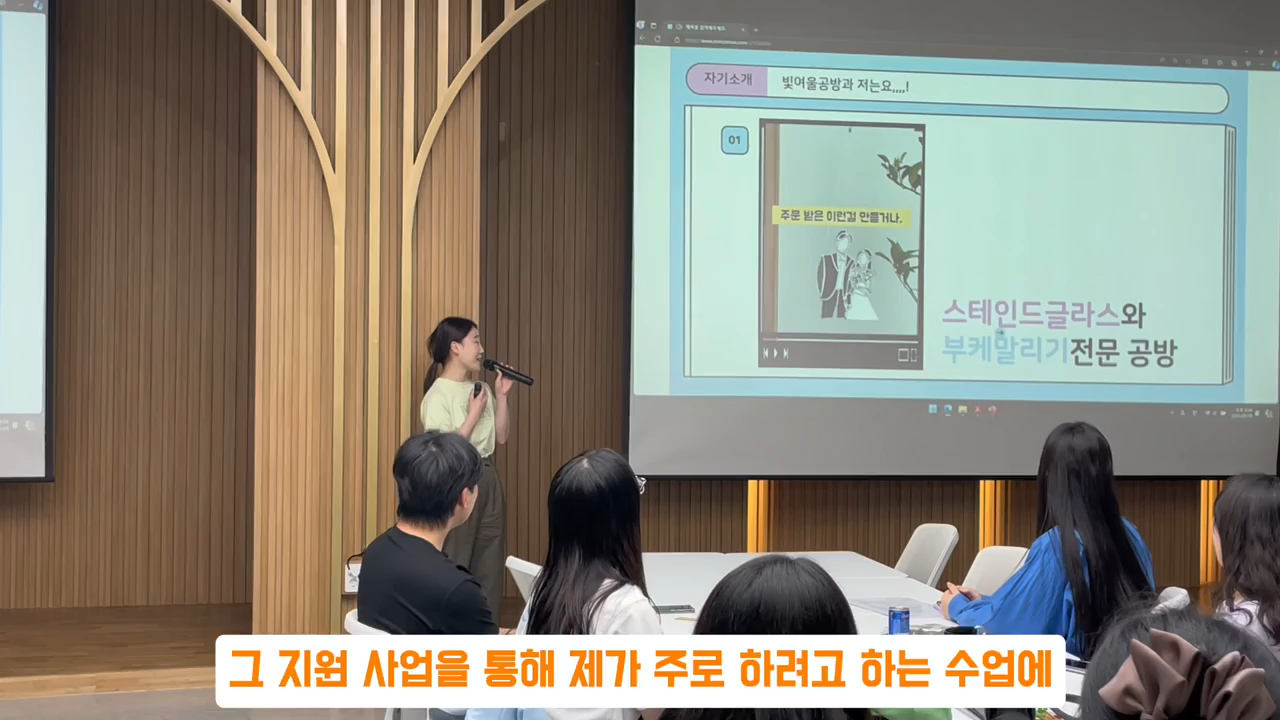 자기소개
빛여울공방과 저는요,,,,!
01
주문 받은 이런걸 만들거나.
스테인드글라스와
부케말리기전문 공방
그 지원 사업을 통해 제가 주로 하려고 하는 수업에